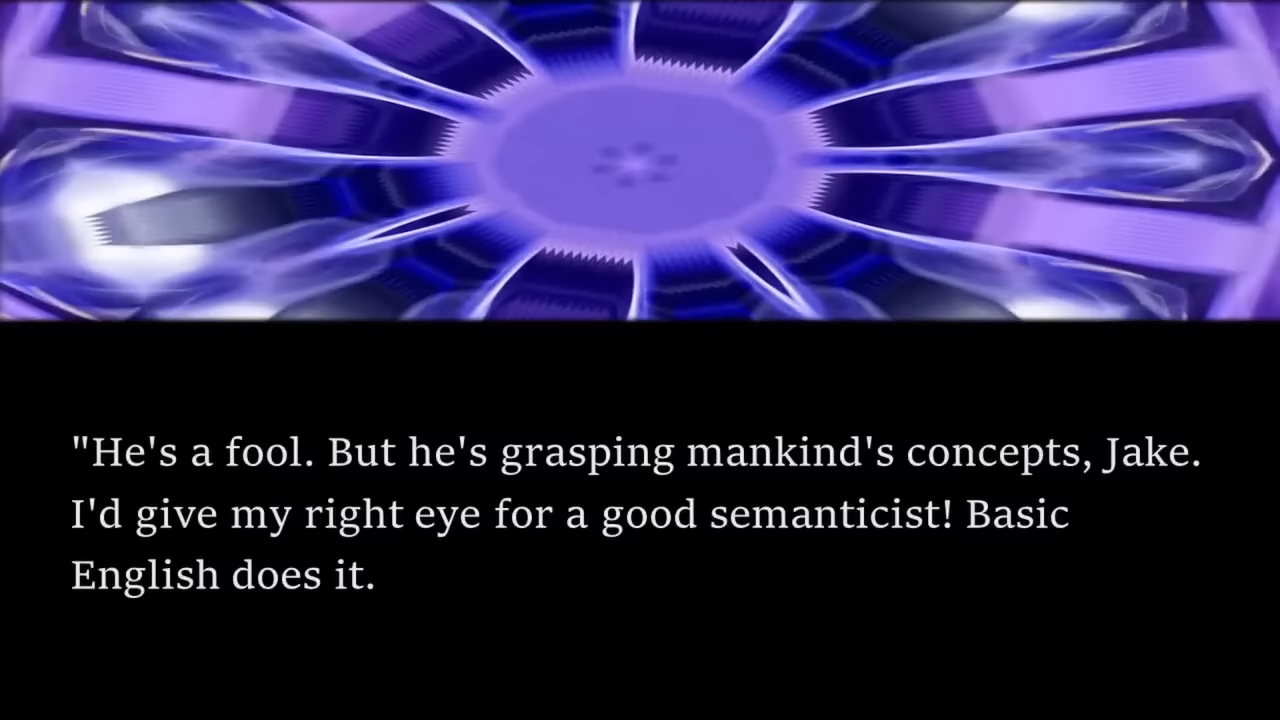 "He's a fool. But he's grasping mankind's concepts, Jake.
I'd give my right eye for a good semanticist! Basic
English does it.